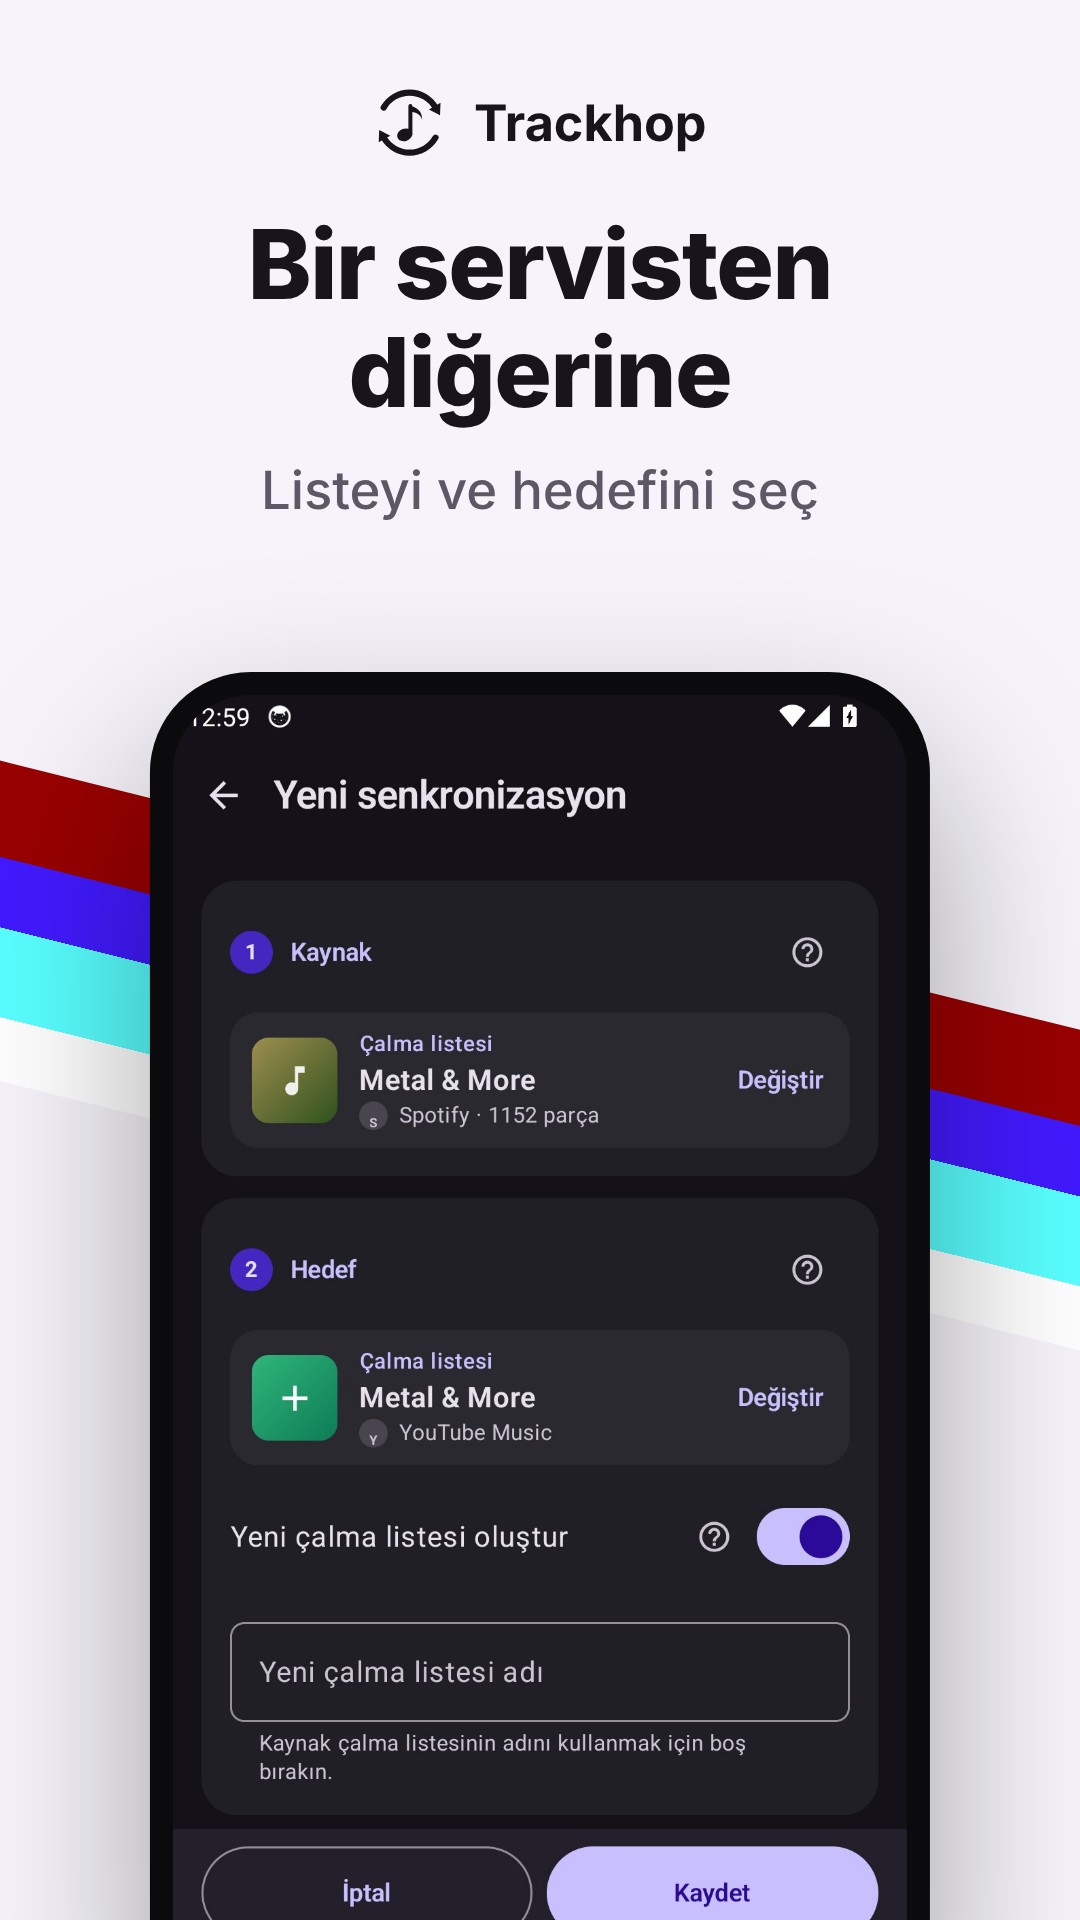 Trackhop
Bir servisten
diğerine
Listeyi ve hedefini seç
12:59
Yeni senkronizasyon
1 Kaynak
Çalma listesi
Metal & More
S Spotify · 1152 parça
Değiştir
2 Hedef
Çalma listesi
Metal & More
Y YouTube Music
Değiştir
Yeni çalma listesi oluştur
Yeni çalma listesi adı
Kaynak çalma listesinin adını kullanmak için boş
bırakın.
İptal
Kaydet